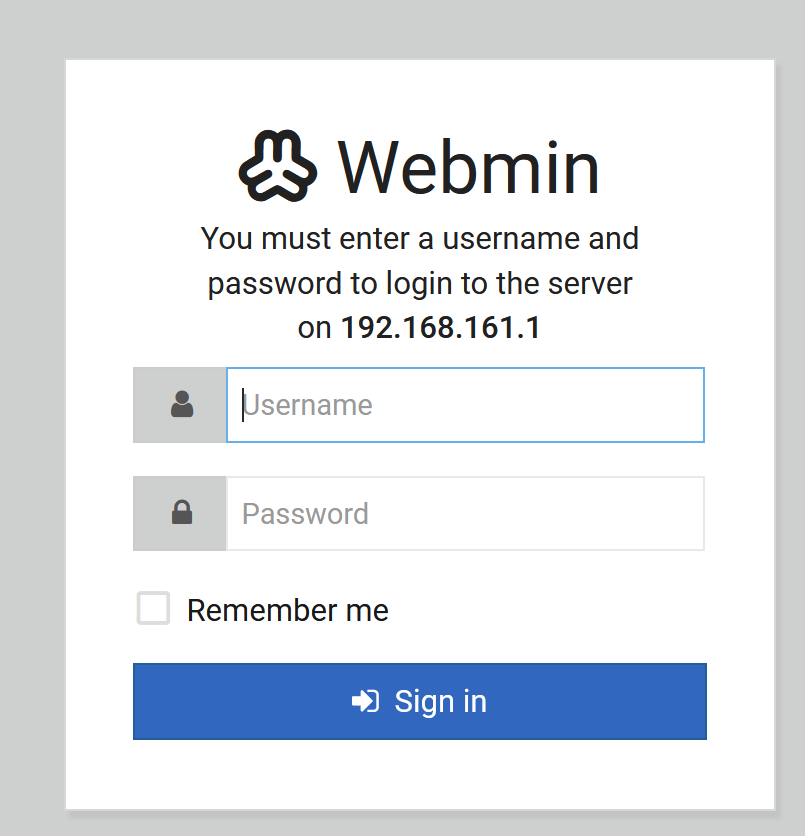 Webmin
You must enter a username and
password to login to the server
on 192.168.161.1
Username
Password
Remember me
Sign in